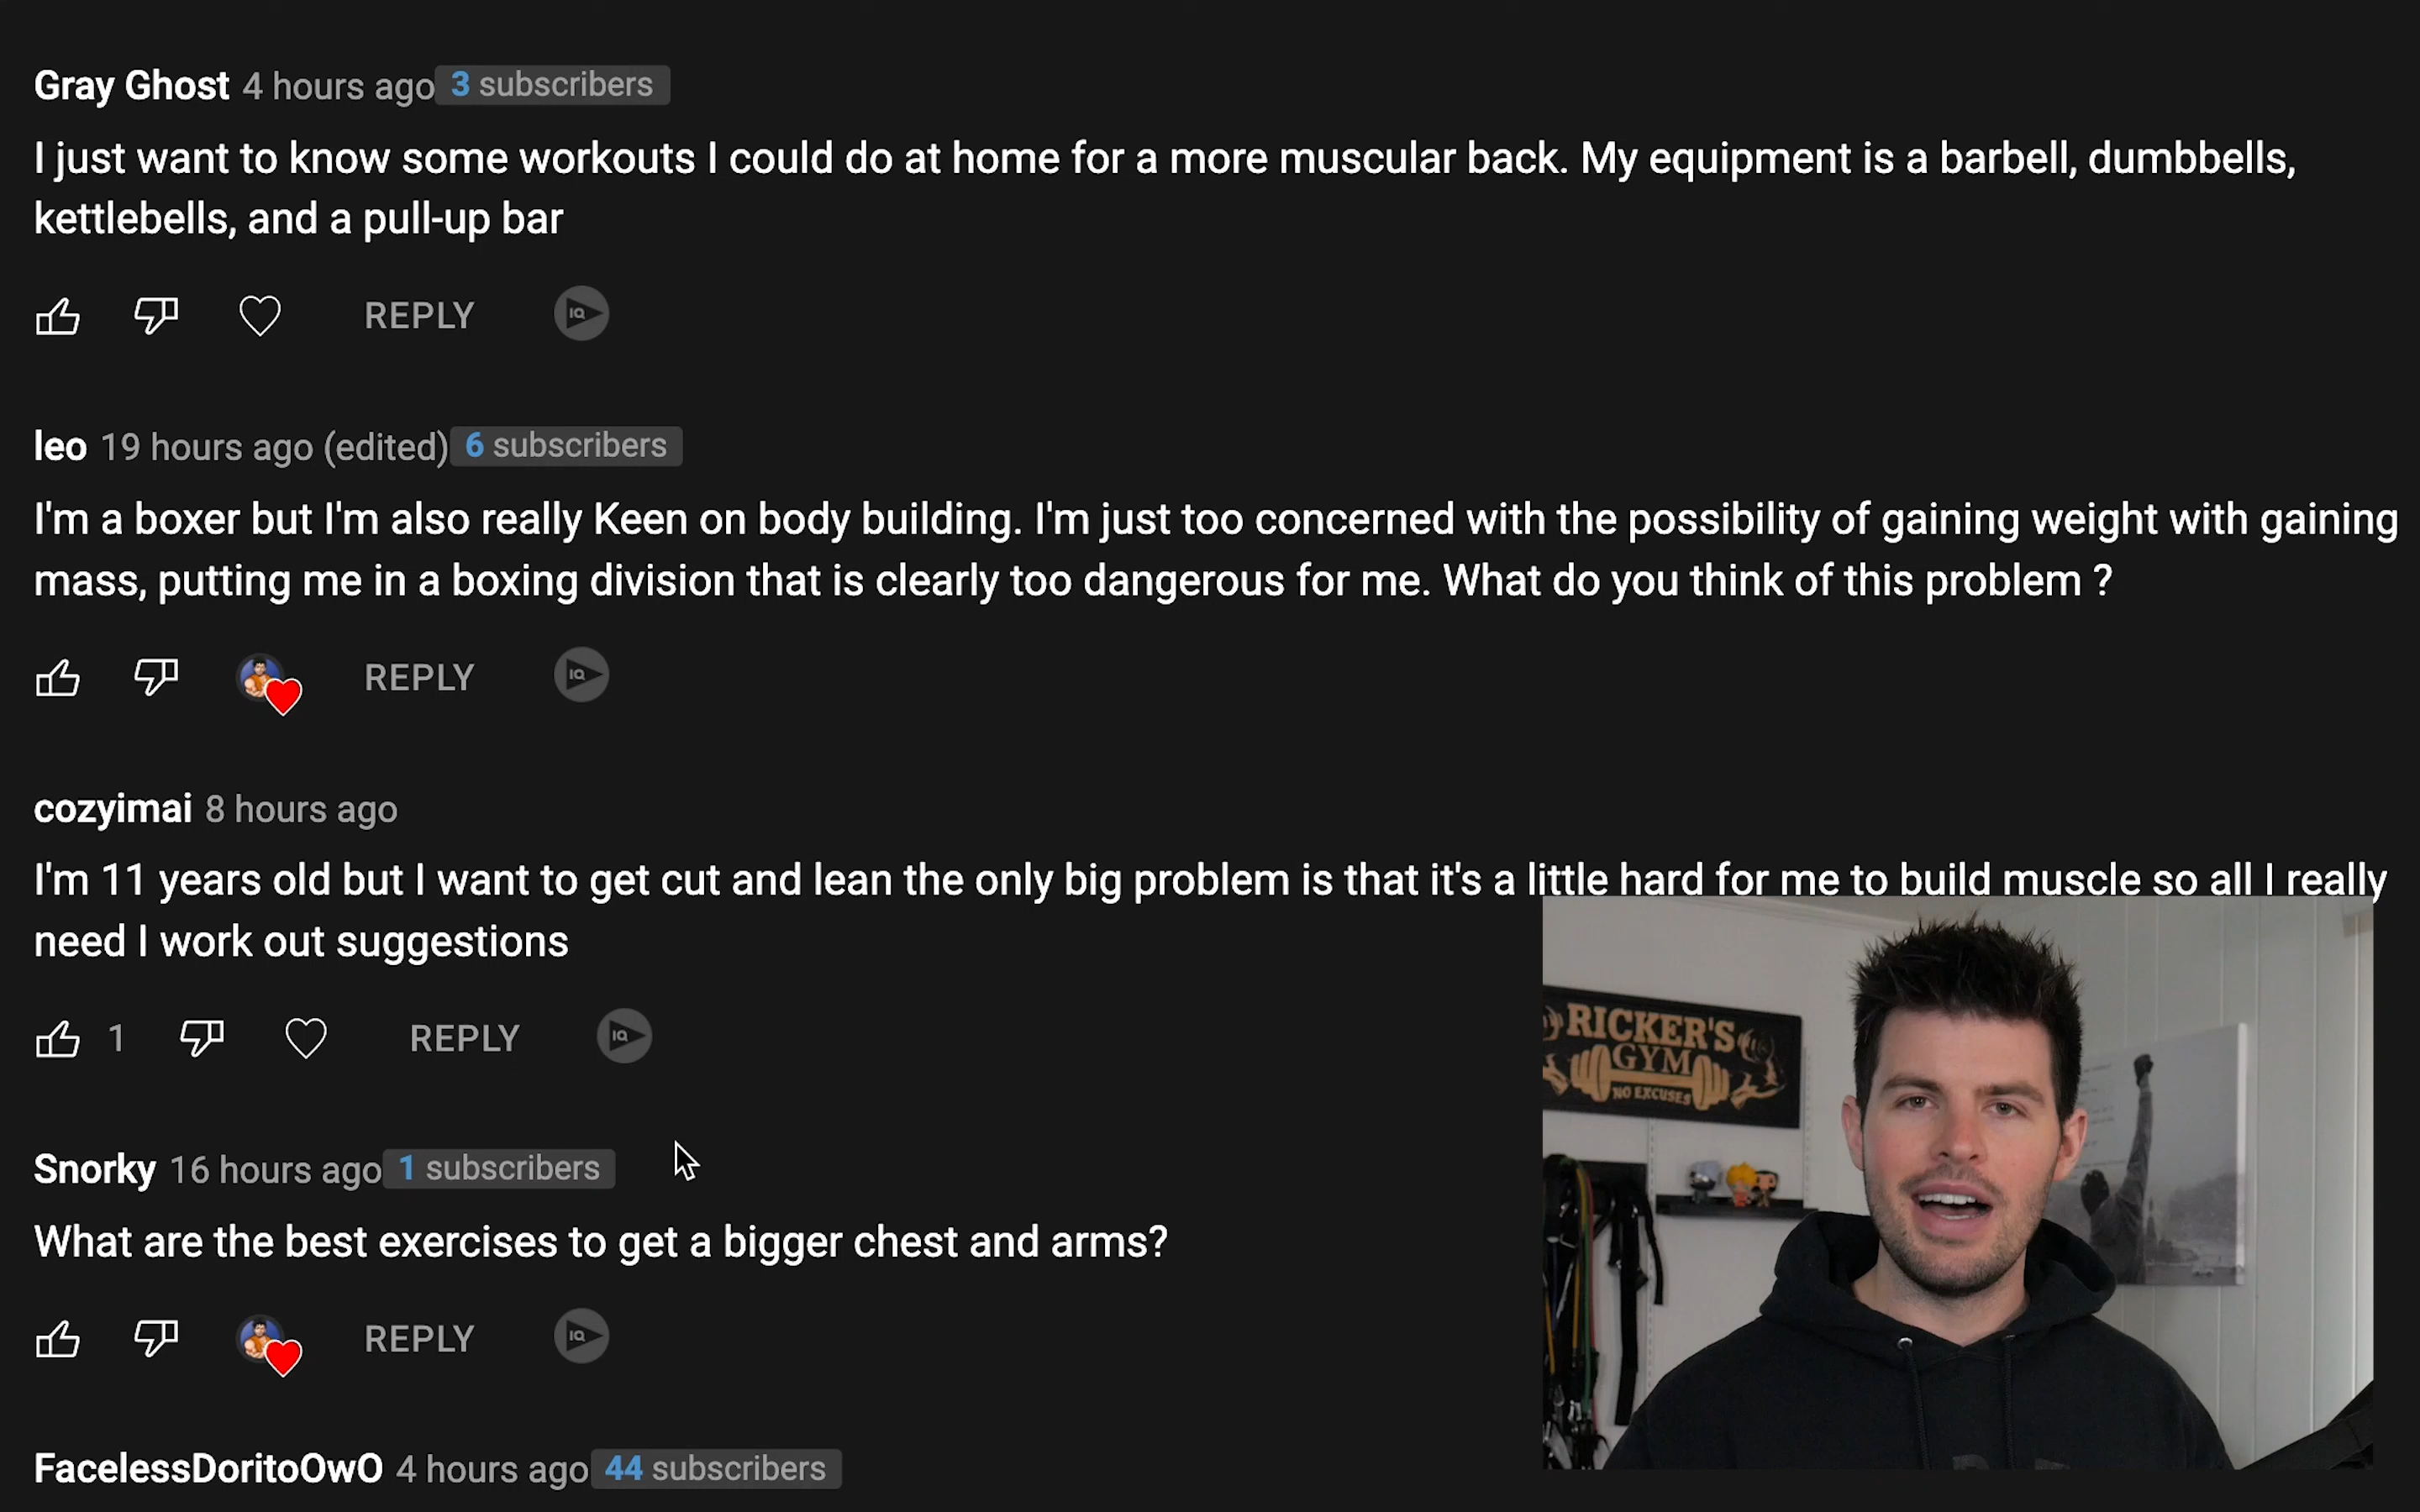 Gray Ghost 4 hours ago 3 subscribers
I just want to know some workouts I could do at home for a more muscular back. My equipment is a barbell, dumbbells,
kettlebells, and a pull-up bar
REPLY IQ
leo 19 hours ago (edited) 6 subscribers
I'm a boxer but I'm also really Keen on body building. I'm just too concerned with the possibility of gaining weight with gaining
mass, putting me in a boxing division that is clearly too dangerous for me. What do you think of this problem ?
REPLY IQ
cozyimai 8 hours ago
I'm 11 years old but I want to get cut and lean the only big problem is that it's a little hard for me to build muscle so all I really
need I work out suggestions
1 REPLY IQ
RICKER'S
GYM
NO EXCUSES
Snorky 16 hours ago 1 subscribers
What are the best exercises to get a bigger chest and arms?
REPLY IQ
FacelessDoritoOwO 4 hours ago 44 subscribers